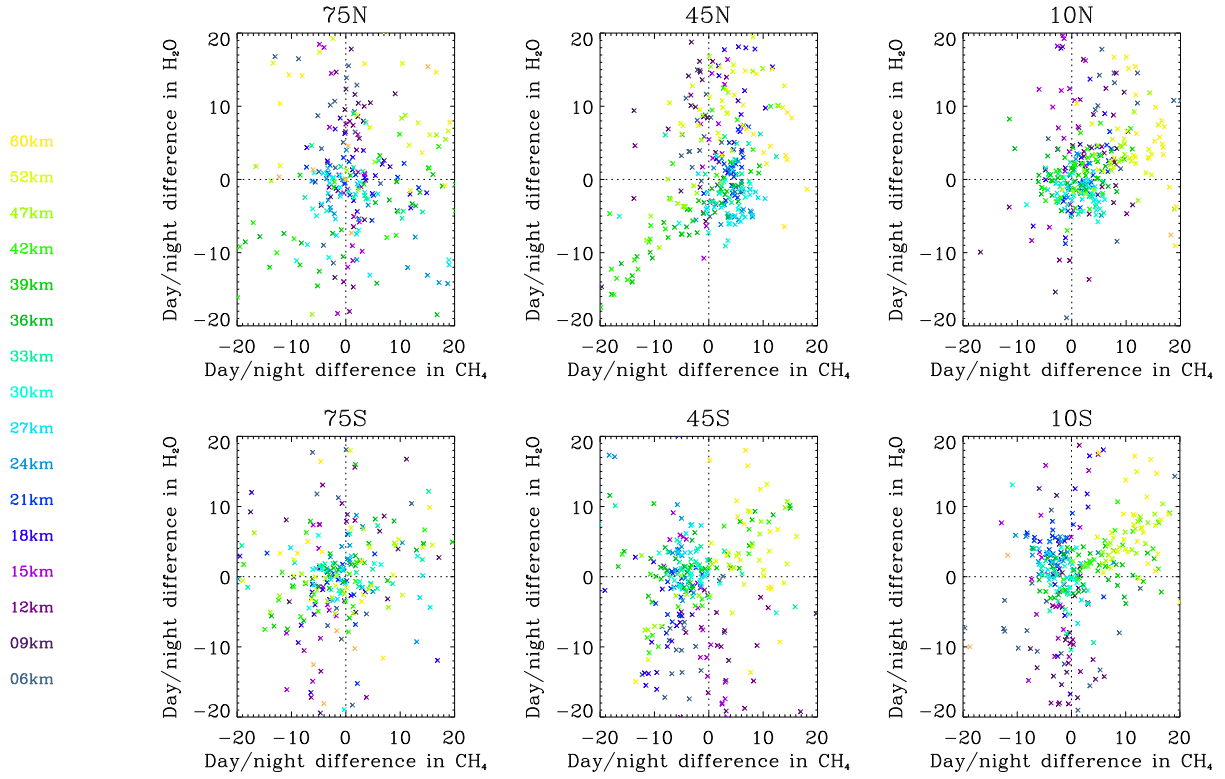 75N
45N
10N
20
10
0
−10
−20
Day/night difference in H₂O
−20 −10 0 10 20
Day/night difference in CH₄
20
10
0
−10
−20
Day/night difference in H₂O
−20 −10 0 10 20
Day/night difference in CH₄
20
10
0
−10
−20
Day/night difference in H₂O
−20 −10 0 10 20
Day/night difference in CH₄
60km
52km
47km
42km
39km
36km
33km
30km
27km
24km
21km
18km
15km
12km
09km
06km
75S
45S
10S
20
10
0
−10
−20
Day/night difference in H₂O
−20 −10 0 10 20
Day/night difference in CH₄
20
10
0
−10
−20
Day/night difference in H₂O
−20 −10 0 10 20
Day/night difference in CH₄
20
10
0
−10
−20
Day/night difference in H₂O
−20 −10 0 10 20
Day/night difference in CH₄